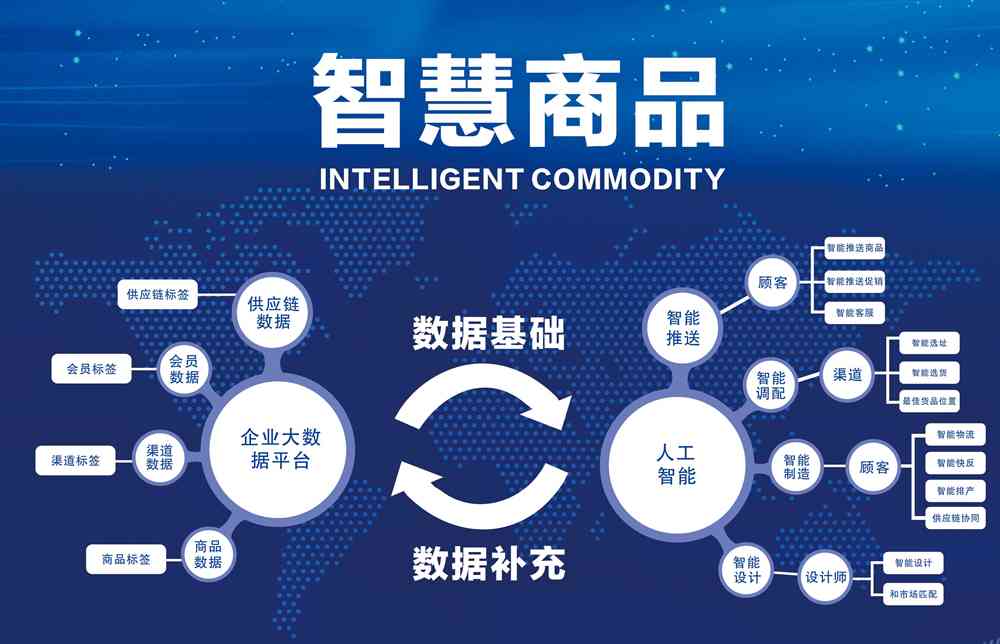 智慧商品
INTELLIGENT COMMODITY
供应链标签
供应链
数据
会员标签
会员
数据
渠道标签
渠道
数据
商品标签
商品
数据
企业大数
据平台
数据基础
数据补充
人工
智能
智能
推送
顾客
智能推送商品
智能推送促销
智能客服
智能
调配
渠道
智能选址
智能选货
最佳货品位置
智能
制造
顾客
智能物流
智能快反
智能排产
供应链协同
智能
设计
设计师
智能设计
和市场匹配